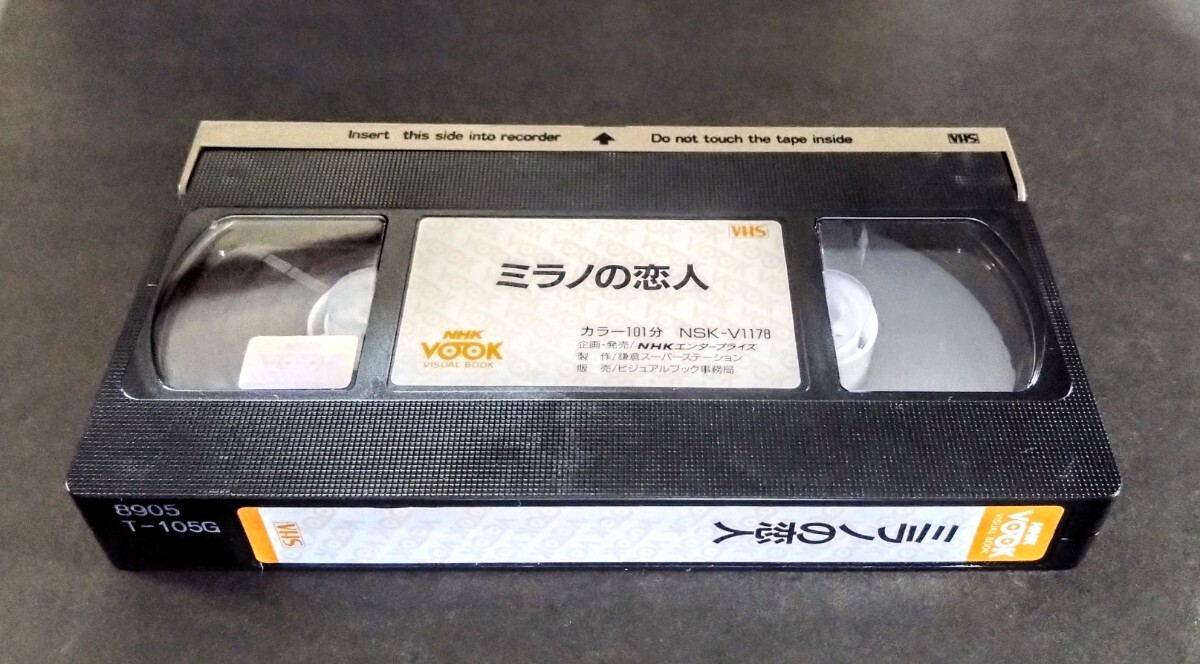 Insert this side into recorder
Do not touch the tape inside
VHS
VHS
ミラノの恋人
NHK
VOOK
VISUAL BOOK
カラー101分 NSK-V1178
企画・発売/NHKエンタープライズ
製 作/鎌倉スーパーステーション
販 売/ビジュアルブック事務局
8905
T-105G
VHS
ミラノの恋人
NHK
VOOK
VISUAL BOOK